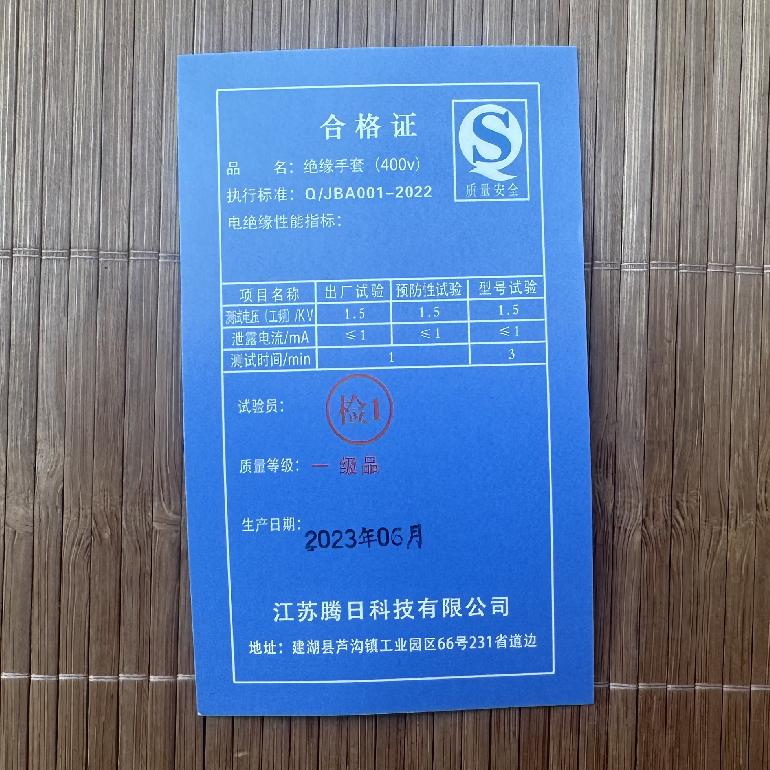 合格证
质量安全
品 名：绝缘手套（400v）
执行标准：Q/JBA001-2022
电绝缘性能指标：
项目名称 出厂试验 预防性试验 型号试验
测试电压（工频）/KV 1.5 1.5 1.5
泄露电流/mA ≤1 ≤1 ≤1
测试时间/min 1 3
试验员： 检1
质量等级： 一级品
生产日期： 2023年06月
江苏腾日科技有限公司
地址：建湖县芦沟镇工业园区66号231省道边